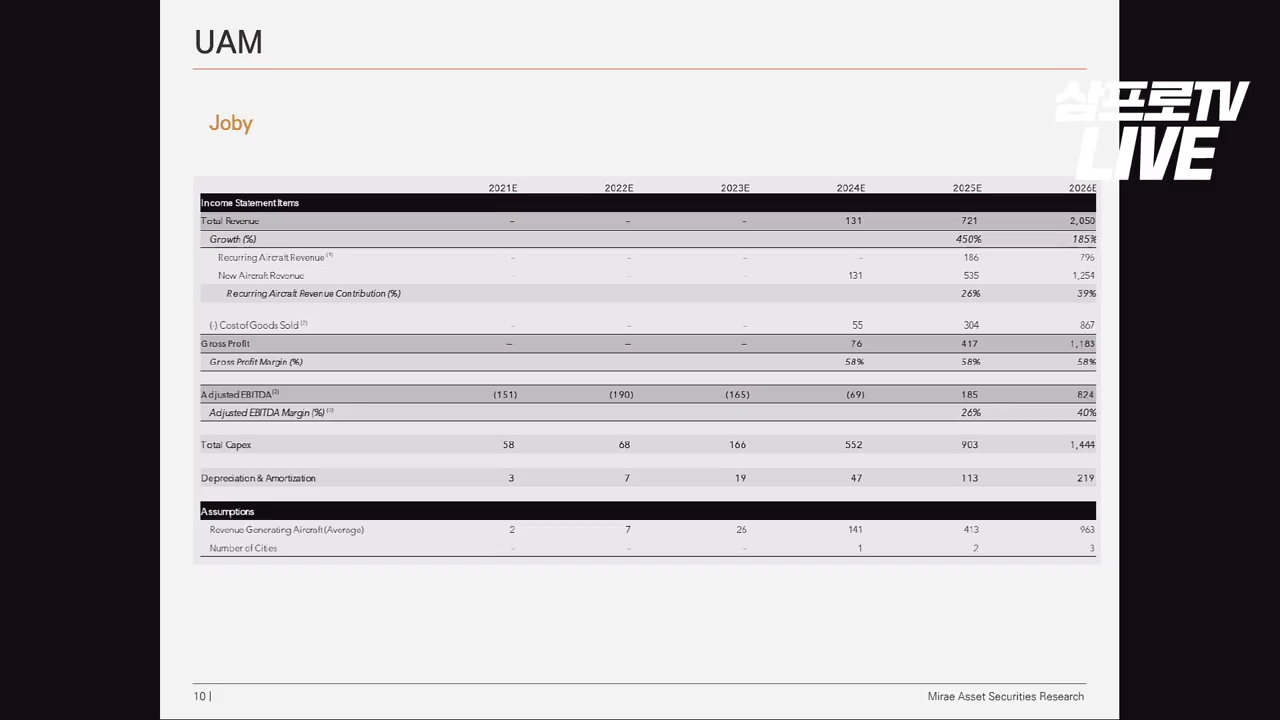 UAM
삼프로TV
LIVE
Joby
2021E 2022E 2023E 2024E 2025E 2026E
Income Statement Items
Total Revenue – – – 131 721 2,050
Growth (%) 450% 185%
Recurring Aircraft Revenue (1) - - - - 186 796
New Aircraft Revenue - - - 131 535 1,254
Recurring Aircraft Revenue Contribution (%) 26% 39%
(-) Cost of Goods Sold (2) - - - 55 304 867
Gross Profit – – – 76 417 1,183
Gross Profit Margin (%) 58% 58% 58%
Adjusted EBITDA(3) (151) (190) (165) (69) 185 824
Adjusted EBITDA Margin (%) (3) 26% 40%
Total Capex 58 68 166 552 903 1,444
Depreciation & Amortization 3 7 19 47 113 219
Assumptions
Revenue Generating Aircraft (Average) 2 7 26 141 413 963
Number of Cities - - - 1 2 3
10 | Mirae Asset Securities Research